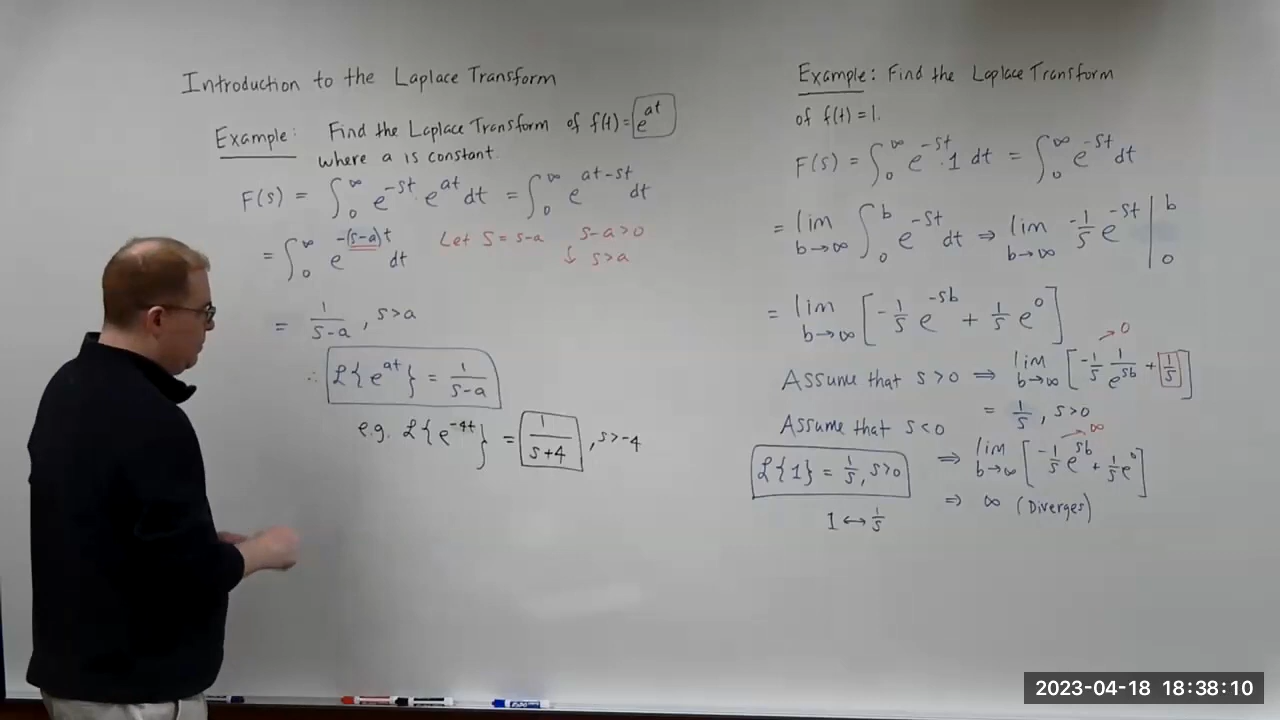 Introduction to the Laplace Transform
Example: Find the Laplace Transform of f(t) = e^{at}
where a is constant.
F(s) = ∫_0^∞ e^{-st} · e^{at} dt = ∫_0^∞ e^{at-st} dt
= ∫_0^∞ e^{-(s-a)t} dt Let S = s-a s-a>0
↓ s>a
= 1/(s-a) , s>a
∴ ℒ{e^{at}} = 1/(s-a)
e.g. ℒ{e^{-4t}} = 1/(s+4) , s>-4
Example: Find the Laplace Transform
of f(t) = 1.
F(s) = ∫_0^∞ e^{-st} · 1 dt = ∫_0^∞ e^{-st} dt
= lim_{b→∞} ∫_0^b e^{-st} dt ⇒ lim_{b→∞} -1/s e^{-st} |_0^b
= lim_{b→∞} [-1/s e^{-sb} + 1/s e^0]
Assume that s>0 ⇒ lim_{b→∞} [-1/s 1/e^{sb} → 0 + 1/s]
= 1/s , s>0
Assume that s<0
⇒ lim_{b→∞} [-1/s e^{sb} → ∞ + 1/s e^0]
ℒ{1} = 1/s, s>0
⇒ ∞ (Diverges)
1 ↔ 1/s
2023-04-18 18:38:10